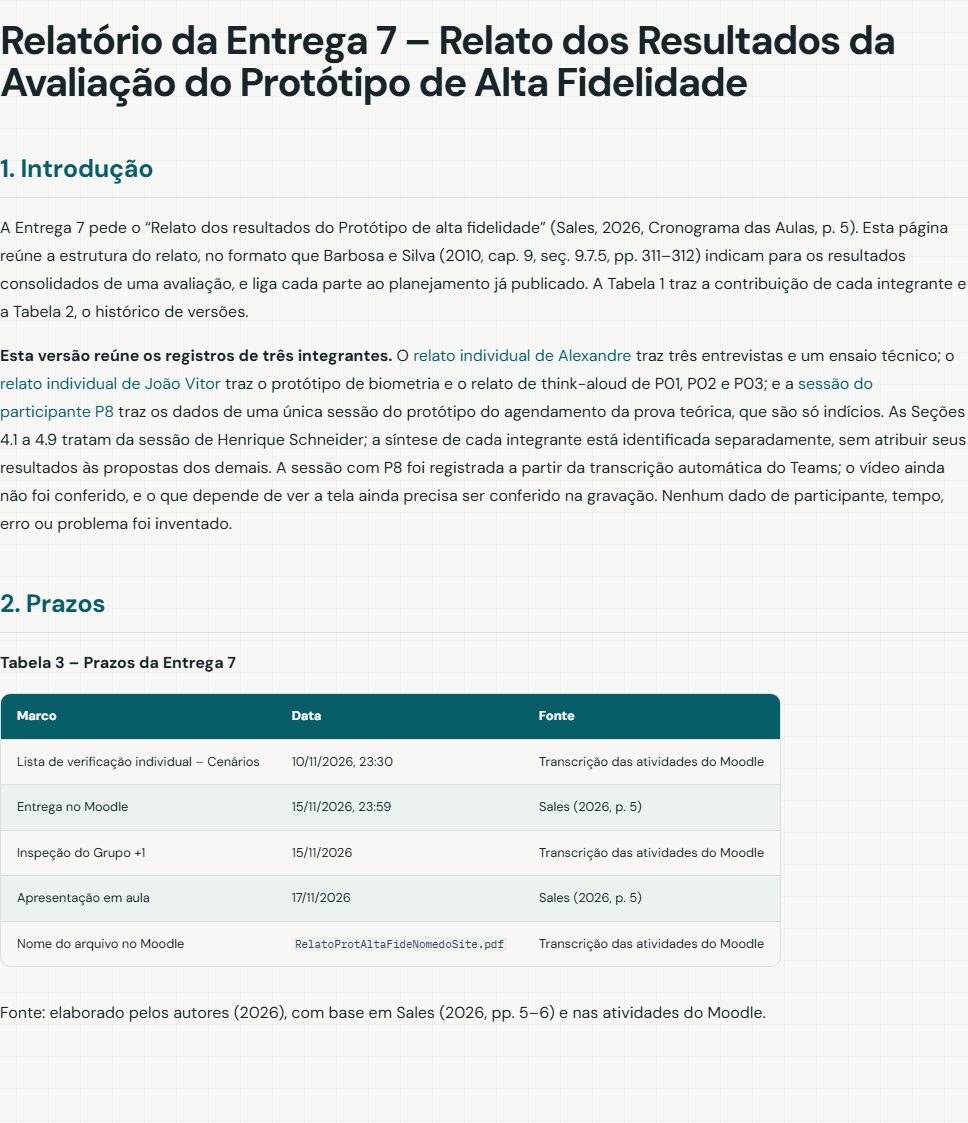 Relatório da Entrega 7 – Relato dos Resultados da
Avaliação do Protótipo de Alta Fidelidade
1. Introdução
A Entrega 7 pede o “Relato dos resultados do Protótipo de alta fidelidade” (Sales, 2026, Cronograma das Aulas, p. 5). Esta página
reúne a estrutura do relato, no formato que Barbosa e Silva (2010, cap. 9, seç. 9.7.5, pp. 311–312) indicam para os resultados
consolidados de uma avaliação, e liga cada parte ao planejamento já publicado. A Tabela 1 traz a contribuição de cada integrante e
a Tabela 2, o histórico de versões.
Esta versão reúne os registros de três integrantes. O relato individual de Alexandre traz três entrevistas e um ensaio técnico; o
relato individual de João Vitor traz o protótipo de biometria e o relato de think-aloud de P01, P02 e P03; e a sessão do
participante P8 traz os dados de uma única sessão do protótipo do agendamento da prova teórica, que são só indícios. As Seções
4.1 a 4.9 tratam da sessão de Henrique Schneider; a síntese de cada integrante está identificada separadamente, sem atribuir seus
resultados às propostas dos demais. A sessão com P8 foi registrada a partir da transcrição automática do Teams; o vídeo ainda
não foi conferido, e o que depende de ver a tela ainda precisa ser conferido na gravação. Nenhum dado de participante, tempo,
erro ou problema foi inventado.
2. Prazos
Tabela 3 – Prazos da Entrega 7
Marco Data Fonte
Lista de verificação individual – Cenários 10/11/2026, 23:30 Transcrição das atividades do Moodle
Entrega no Moodle 15/11/2026, 23:59 Sales (2026, p. 5)
Inspeção do Grupo +1 15/11/2026 Transcrição das atividades do Moodle
Apresentação em aula 17/11/2026 Sales (2026, p. 5)
Nome do arquivo no Moodle RelatoProtAltaFideNomedoSite.pdf Transcrição das atividades do Moodle
Fonte: elaborado pelos autores (2026), com base em Sales (2026, pp. 5–6) e nas atividades do Moodle.